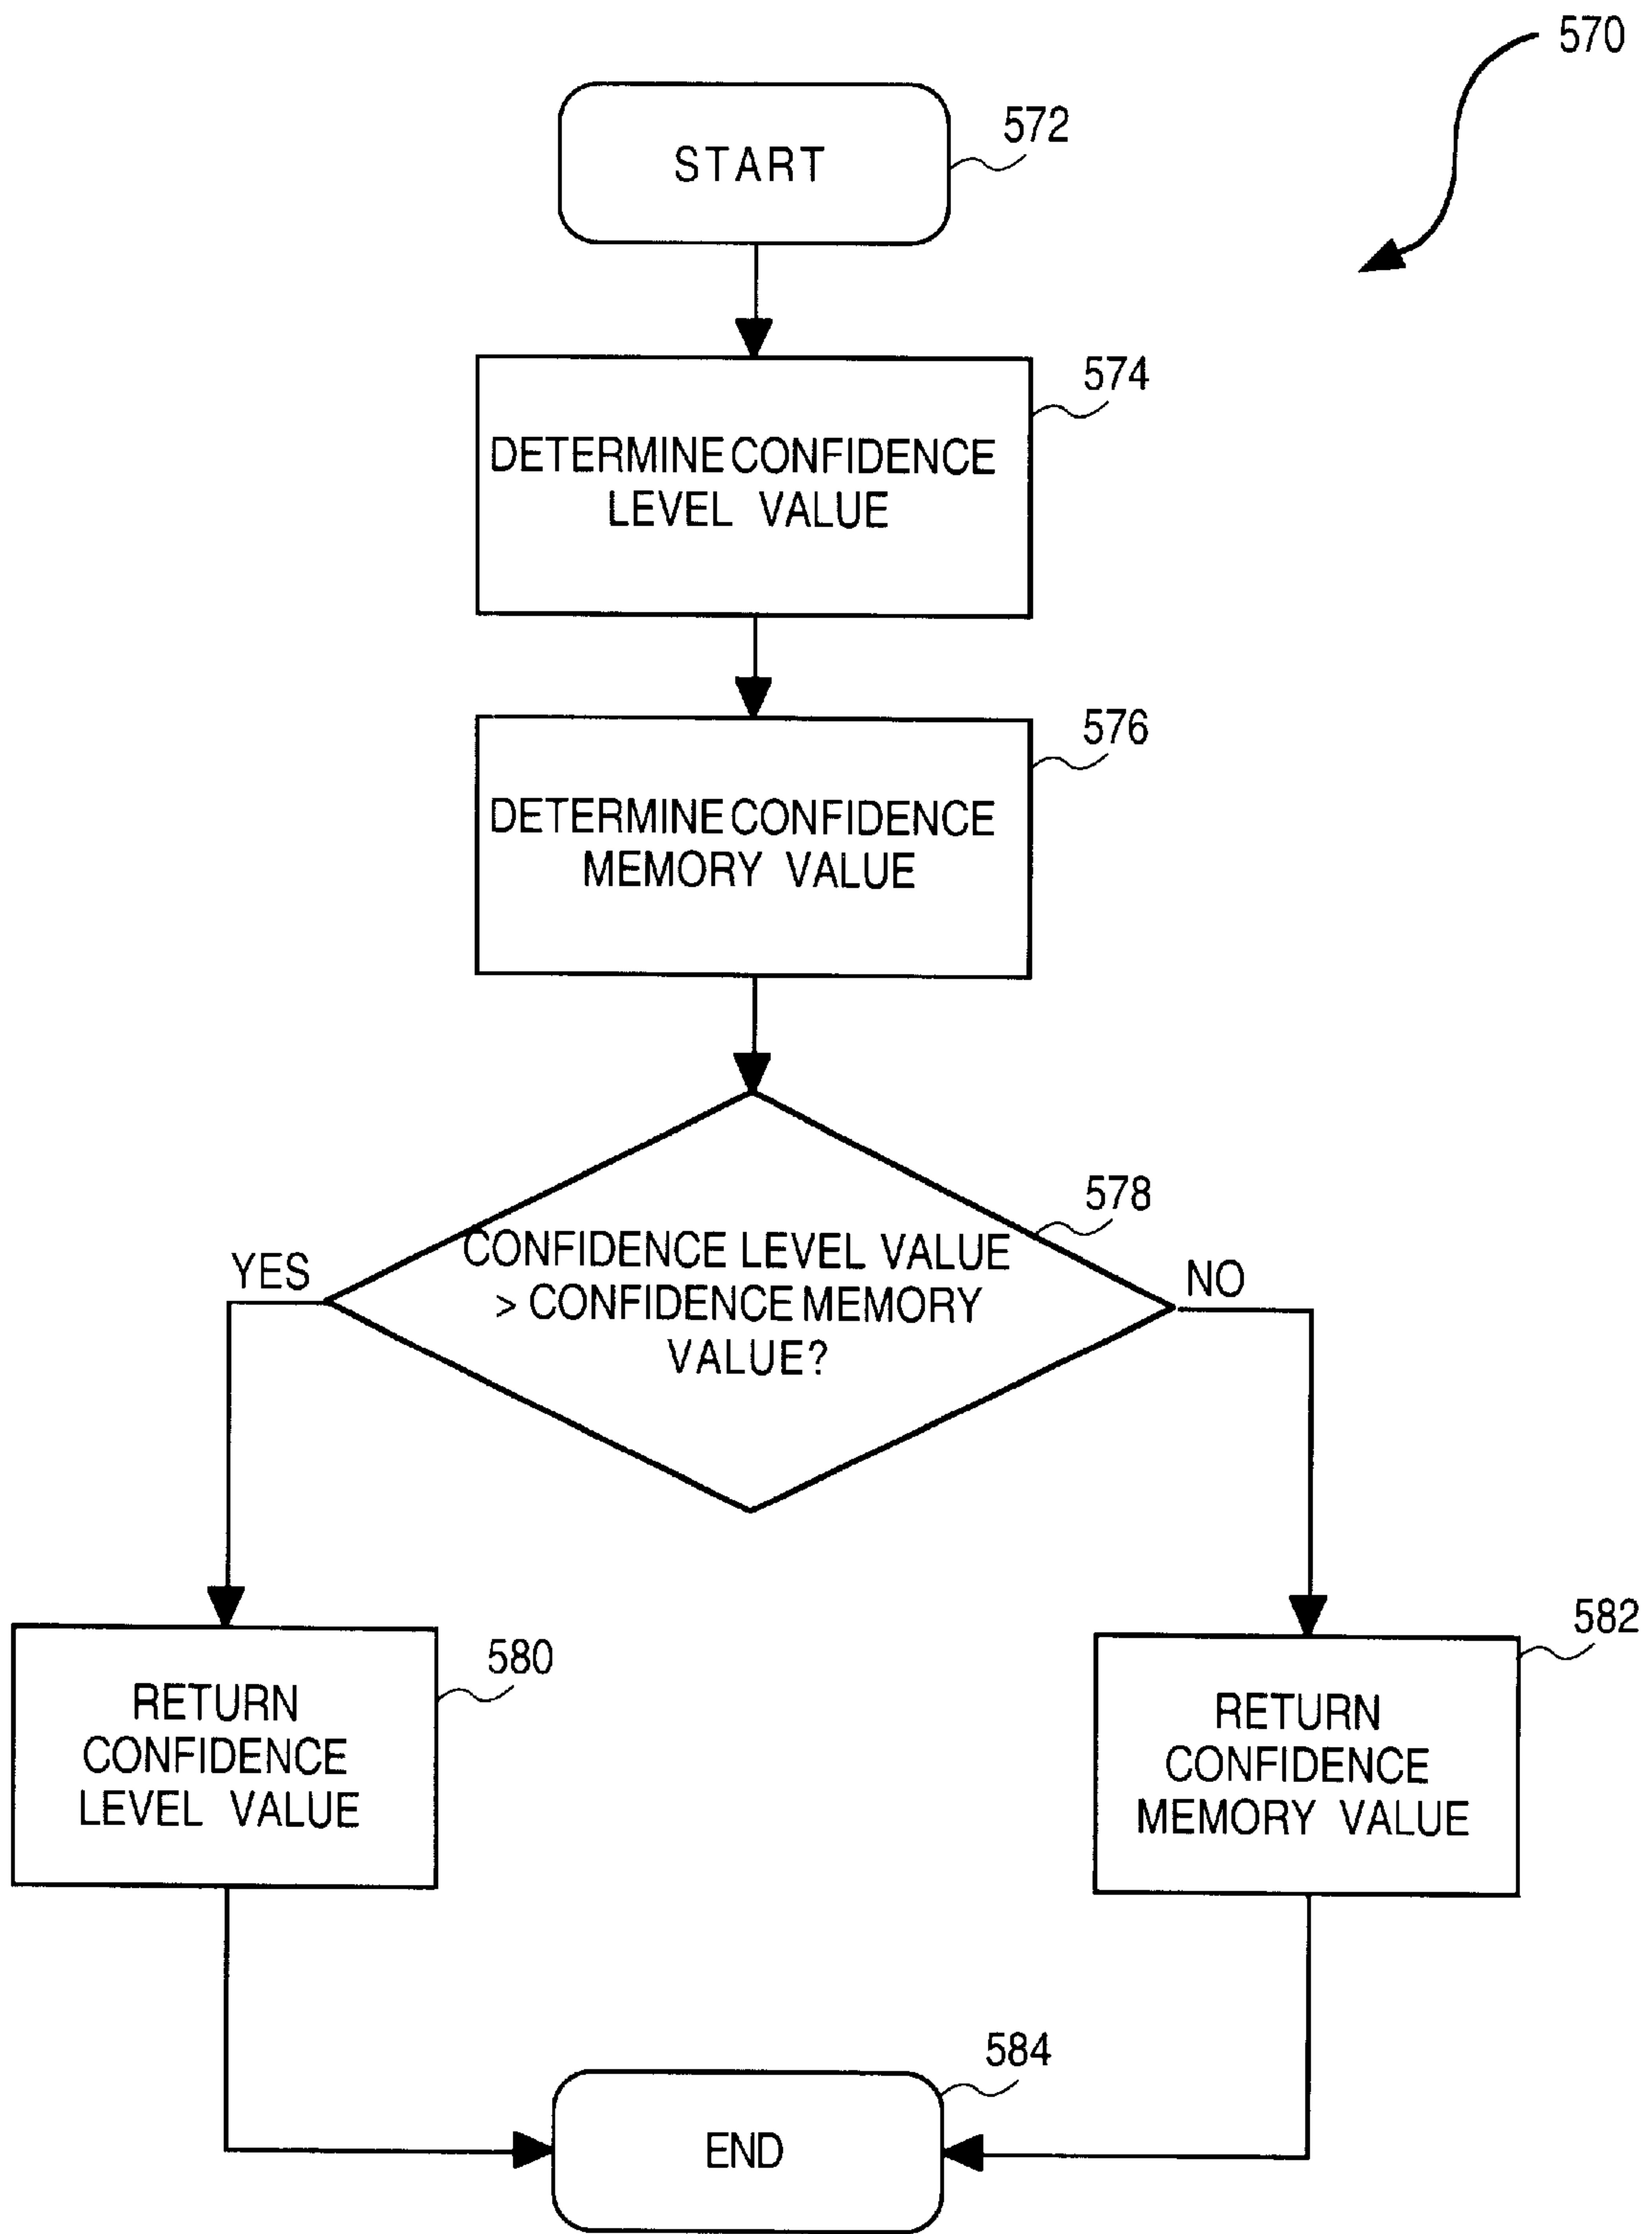 570
572
START
574
DETERMINE CONFIDENCE
LEVEL VALUE
576
DETERMINE CONFIDENCE
MEMORY VALUE
578
CONFIDENCE LEVEL VALUE
> CONFIDENCE MEMORY
VALUE?
YES
NO
580
RETURN
CONFIDENCE
LEVEL VALUE
582
RETURN
CONFIDENCE
MEMORY VALUE
584
END